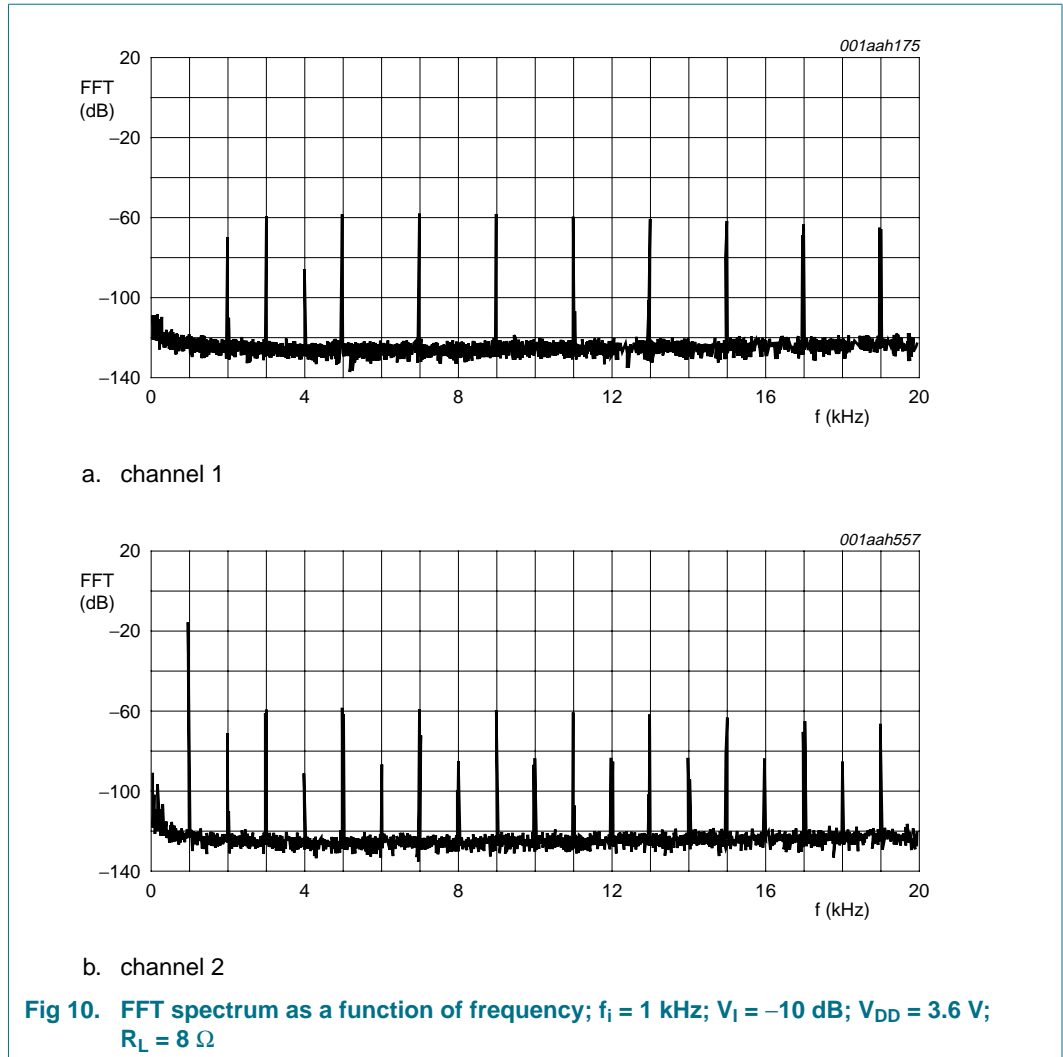 001aah175
20
FFT
(dB)
−20
−60
−100
−140
0 4 8 12 16 20
f (kHz)
a. channel 1
001aah557
20
FFT
(dB)
−20
−60
−100
−140
0 4 8 12 16 20
f (kHz)
b. channel 2
Fig 10. FFT spectrum as a function of frequency; fi = 1 kHz; VI = −10 dB; VDD = 3.6 V;
RL = 8 Ω